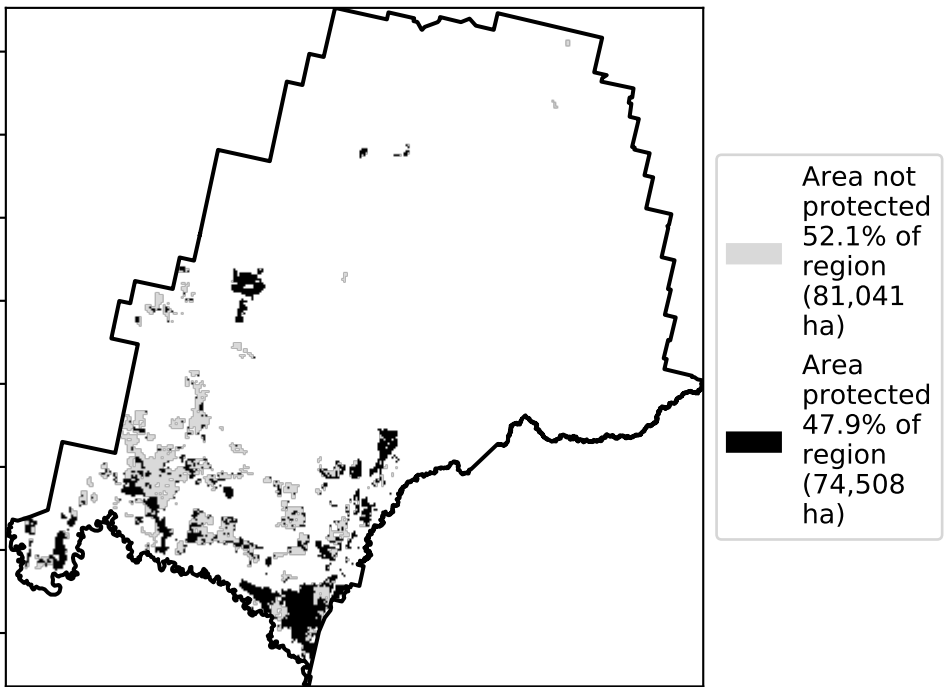 Area not
protected
52.1% of
region
(81,041
ha)
Area
protected
47.9% of
region
(74,508
ha)